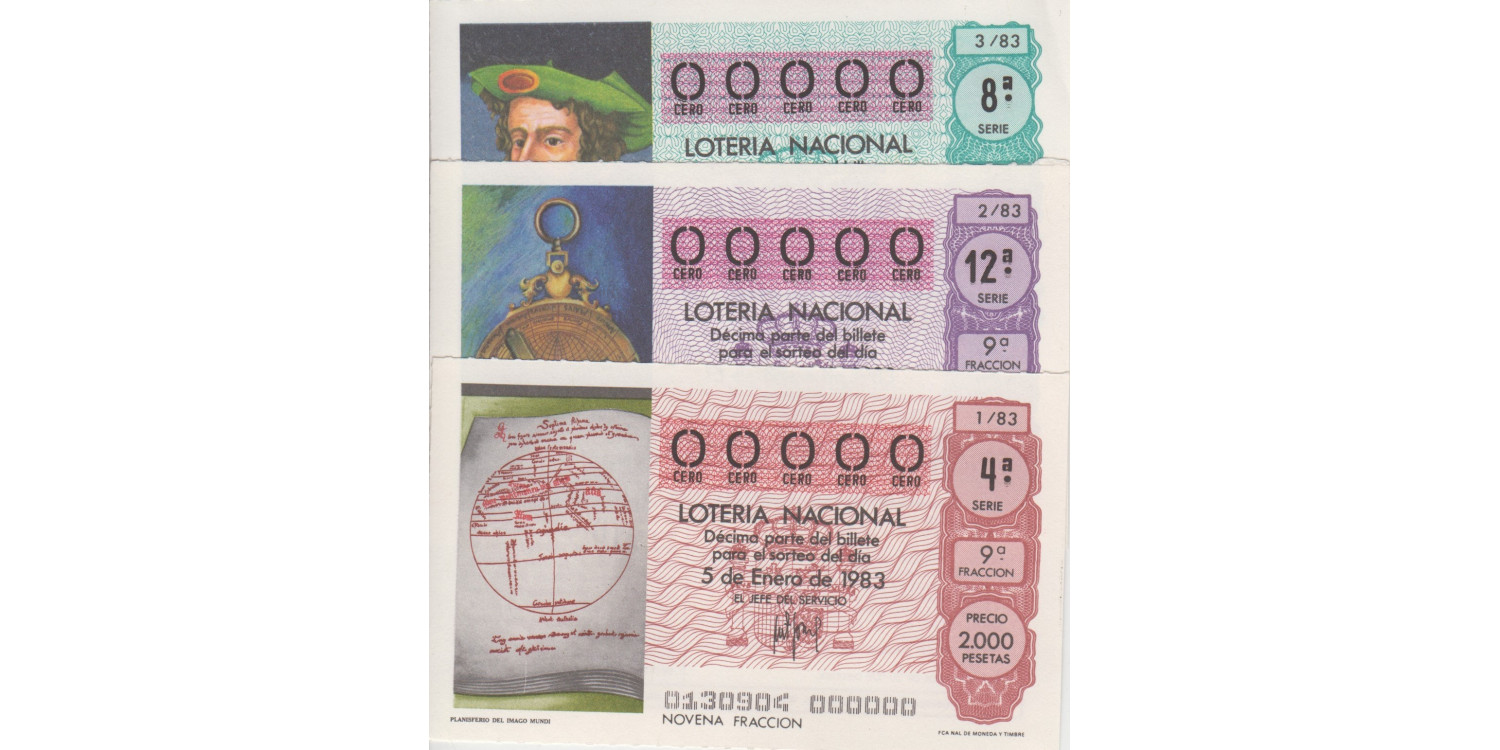 3/83
0 0 0 0 0
CERO CERO CERO CERO CERO
8ª
SERIE
LOTERIA NACIONAL
2/83
0 0 0 0 0
CERO CERO CERO CERO CERO
12ª
SERIE
LOTERIA NACIONAL
Décima parte del billete
para el sorteo del día
9ª
FRACCION
1/83
0 0 0 0 0
CERO CERO CERO CERO CERO
4ª
SERIE
LOTERIA NACIONAL
Décima parte del billete
para el sorteo del día
5 de Enero de 1983
EL JEFE DEL SERVICIO
9ª
FRACCION
PRECIO
2.000
PESETAS
0130904 000000
NOVENA FRACCION
PLANISFERIO DEL IMAGO MUNDI
FCA NAL DE MONEDA Y TIMBRE